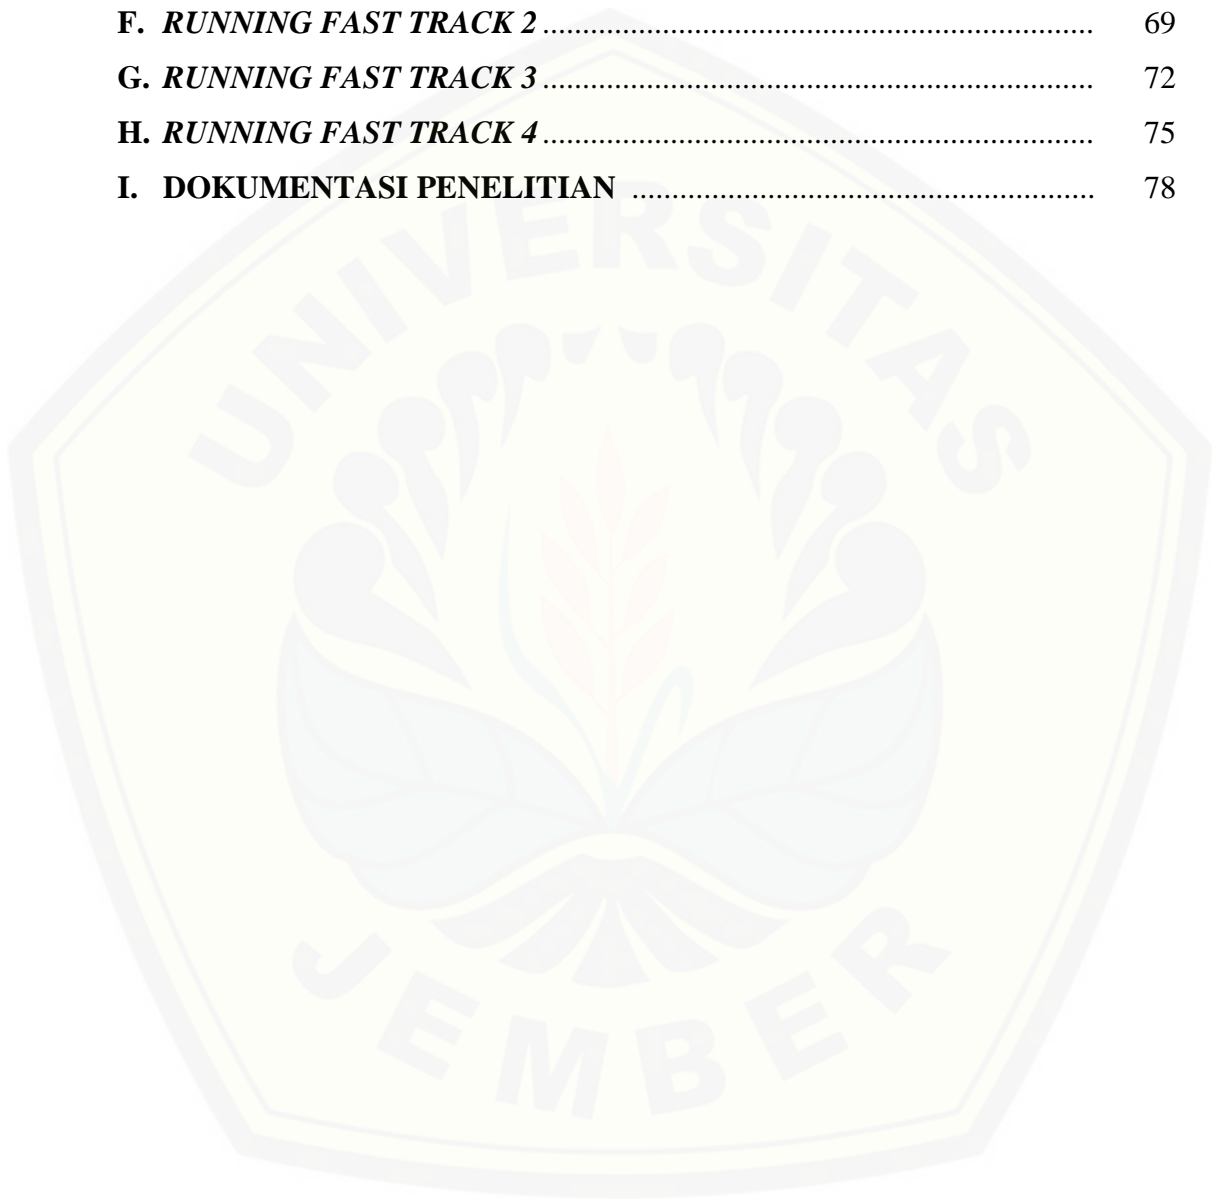 F. RUNNING FAST TRACK 2 ........................................................................ 69
G. RUNNING FAST TRACK 3 ........................................................................ 72
H. RUNNING FAST TRACK 4 ........................................................................ 75
I. DOKUMENTASI PENELITIAN ............................................................ 78
UNIVERSITAS
JEMBER